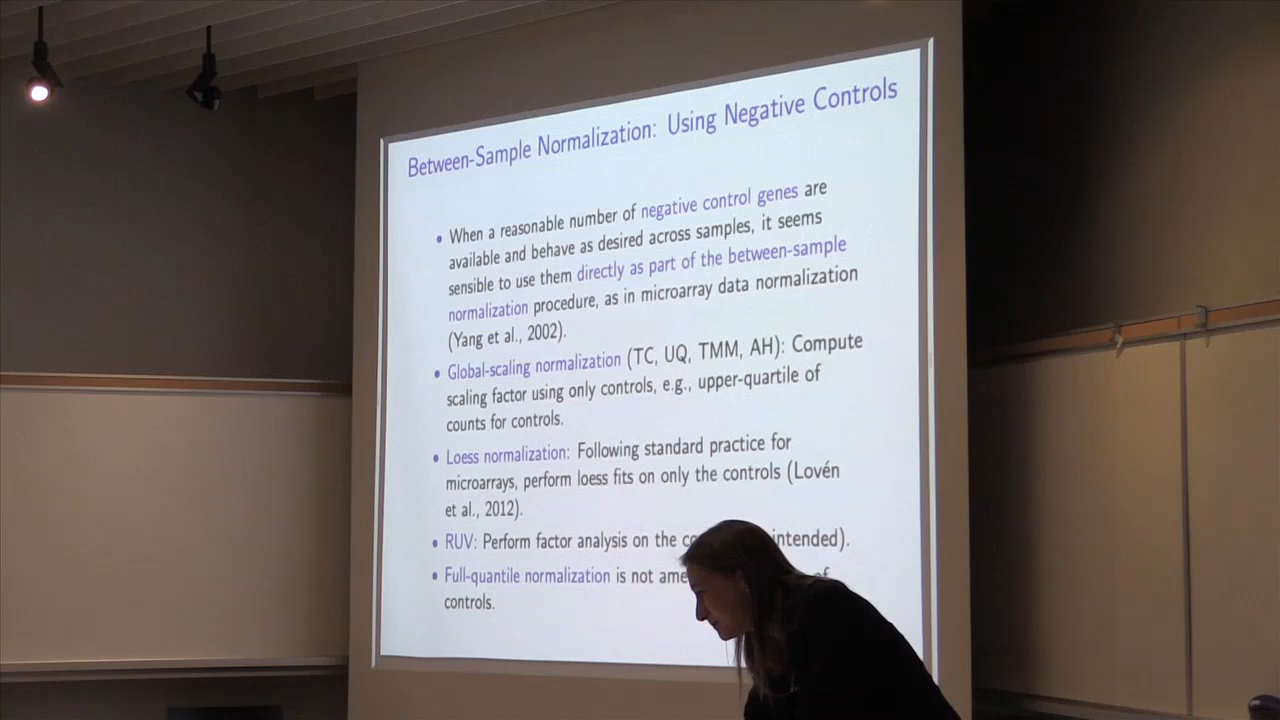 Between-Sample Normalization: Using Negative Controls
• When a reasonable number of negative control genes are
available and behave as desired across samples, it seems
sensible to use them directly as part of the between-sample
normalization procedure, as in microarray data normalization
(Yang et al., 2002).
• Global-scaling normalization (TC, UQ, TMM, AH): Compute
scaling factor using only controls, e.g., upper-quartile of
counts for controls.
• Loess normalization: Following standard practice for
microarrays, perform loess fits on only the controls (Lovén
et al., 2012).
• RUV: Perform factor analysis on the intended).
• Full-quantile normalization is not of
controls.